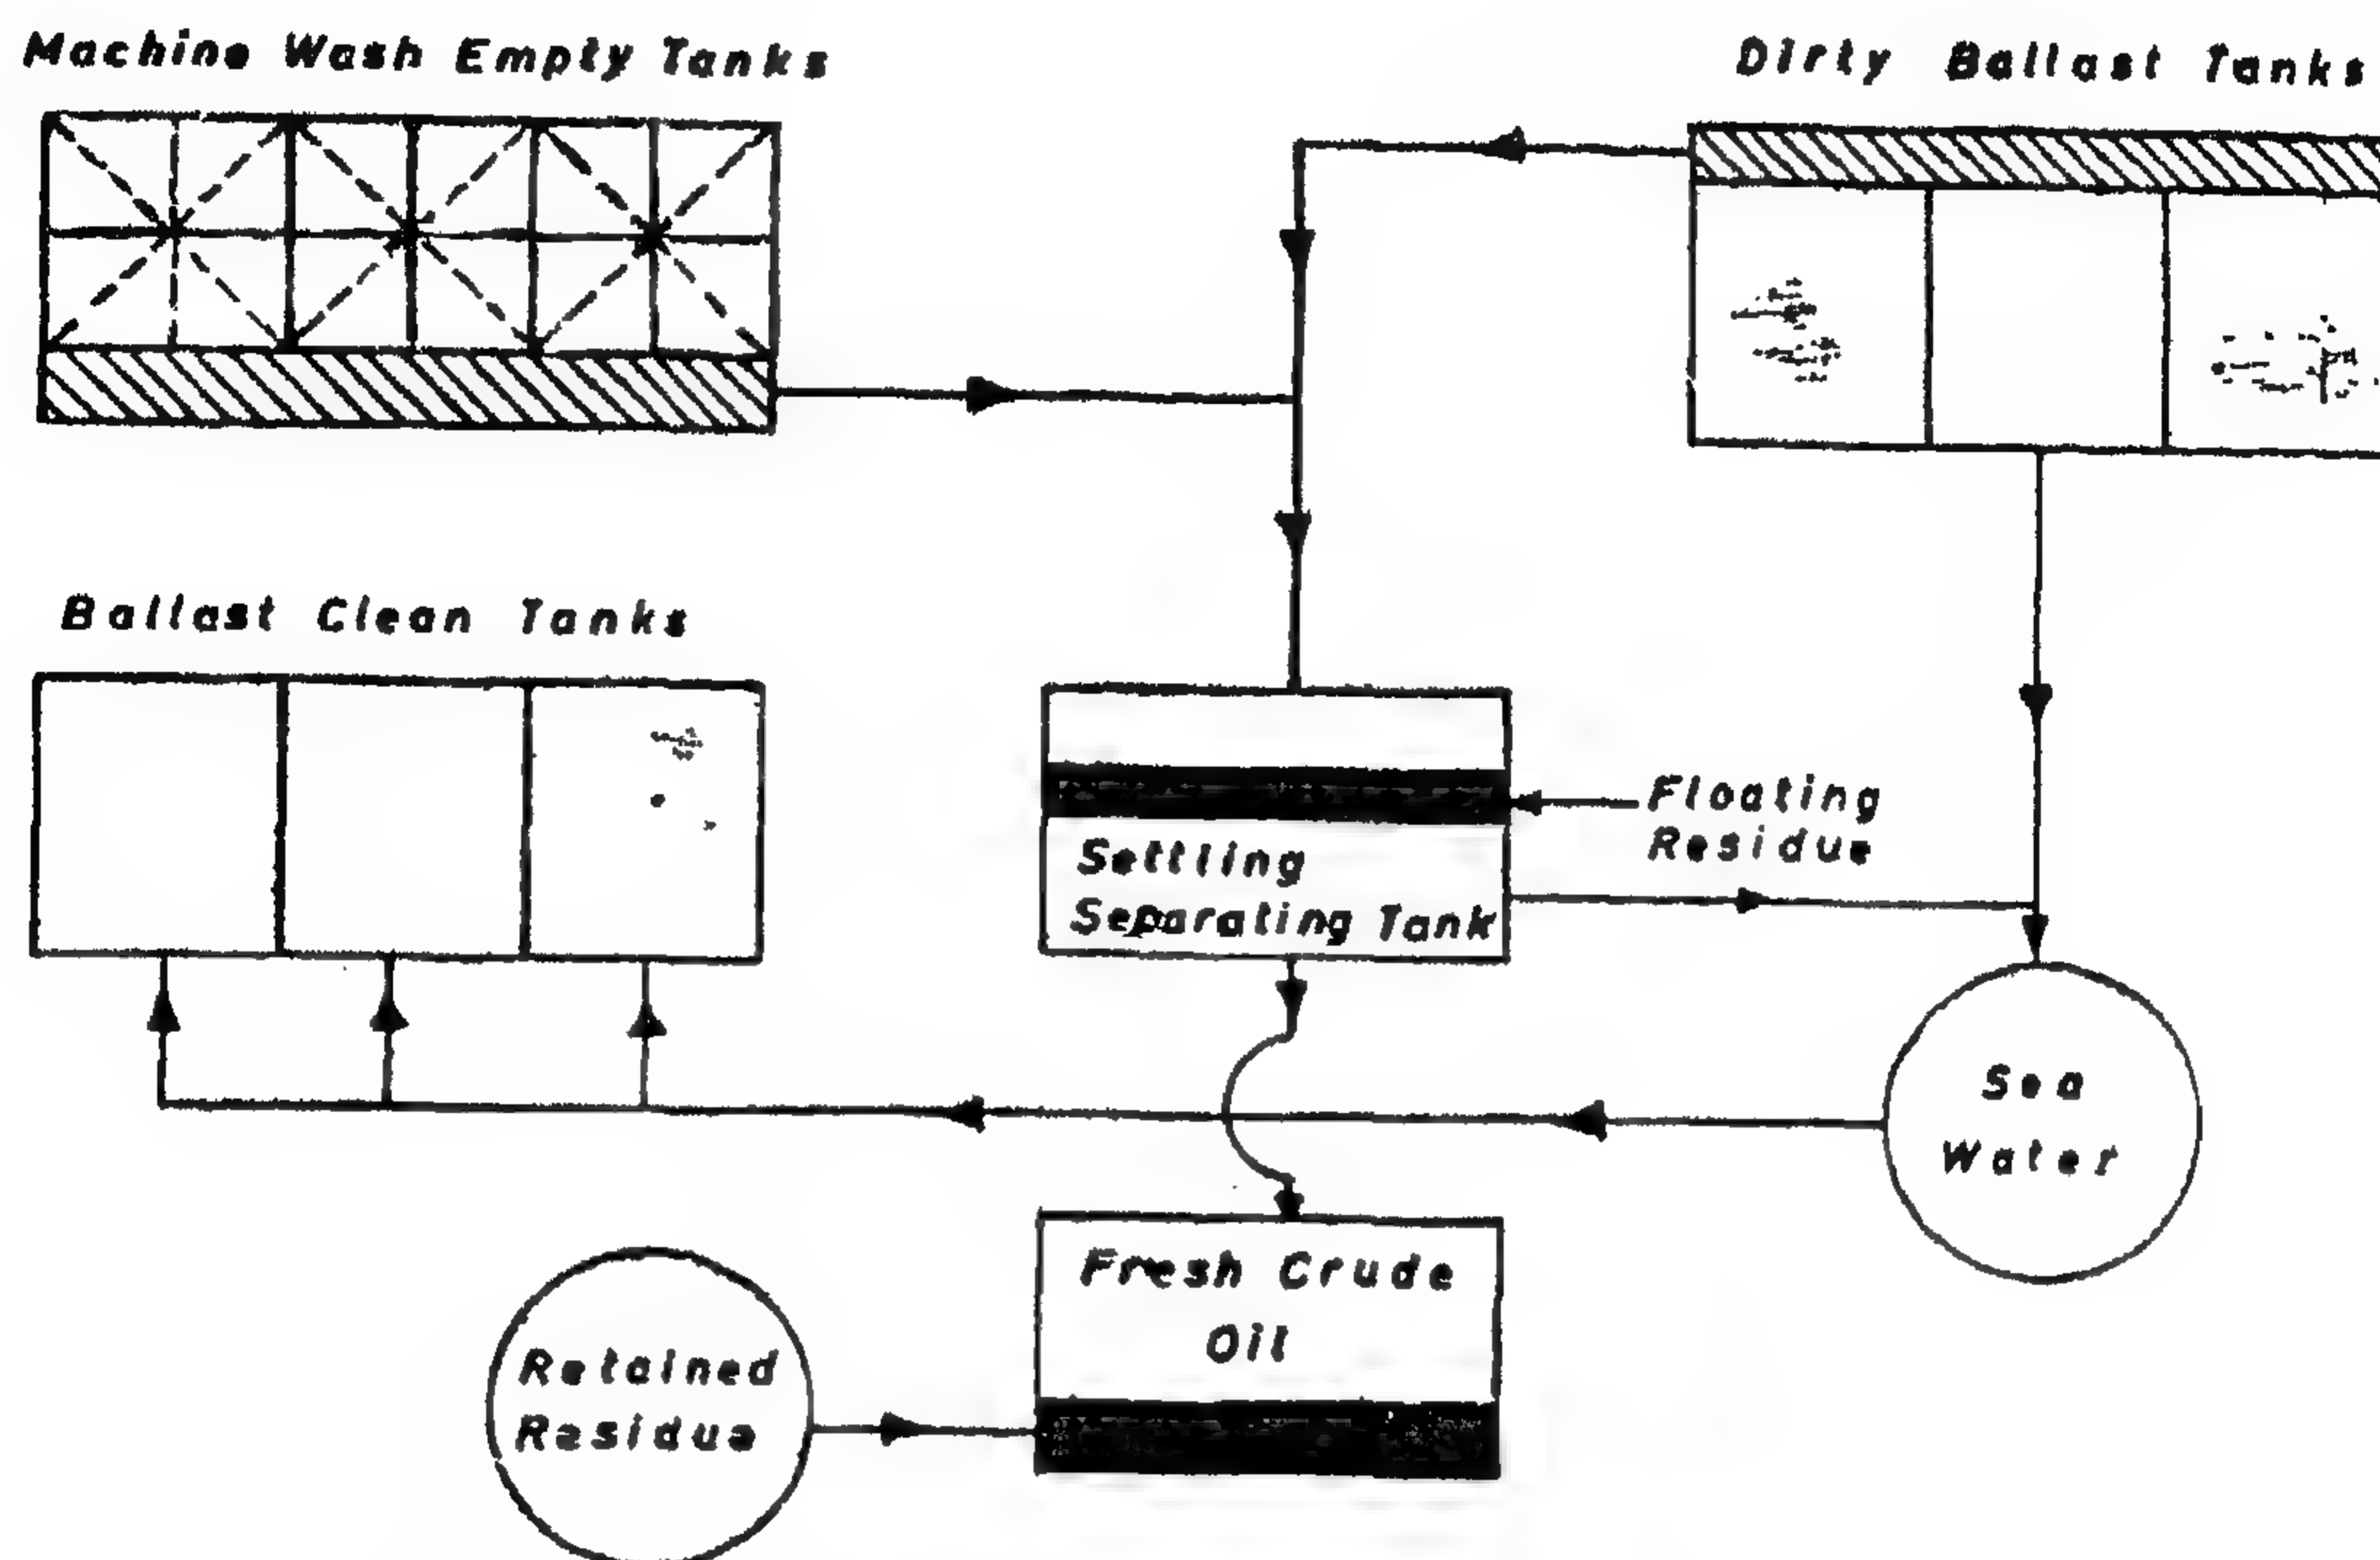 Machine Wash Empty Tanks
Dirty Ballast Tanks
Ballast Clean Tanks
Floating
Residue
Settling
Separating Tank
Sea
Water
Fresh Crude
Oil
Retained
Residue